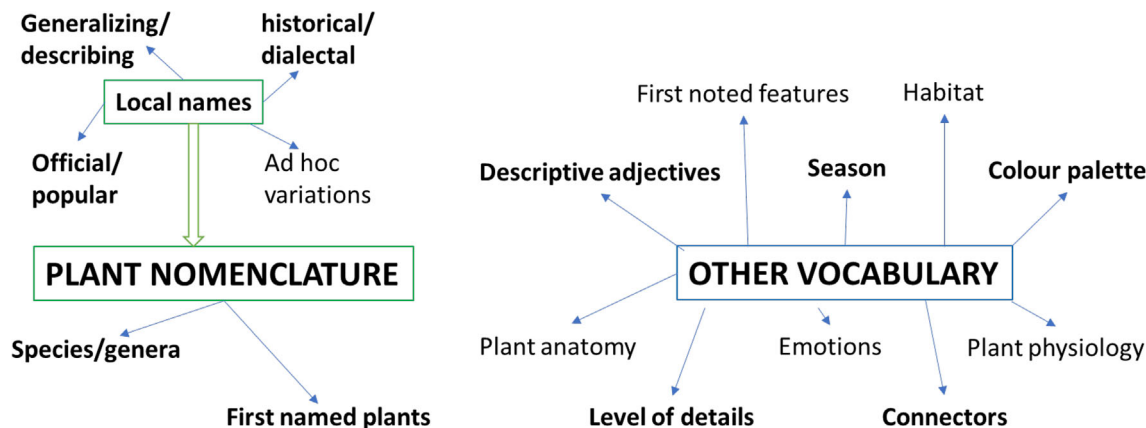 Generalizing/
describing
historical/
dialectal
Local names
Official/
popular
Ad hoc
variations
PLANT NOMENCLATURE
Species/genera
First named plants
First noted features
Habitat
Descriptive adjectives
Season
Colour palette
OTHER VOCABULARY
Plant anatomy
Emotions
Plant physiology
Level of details
Connectors